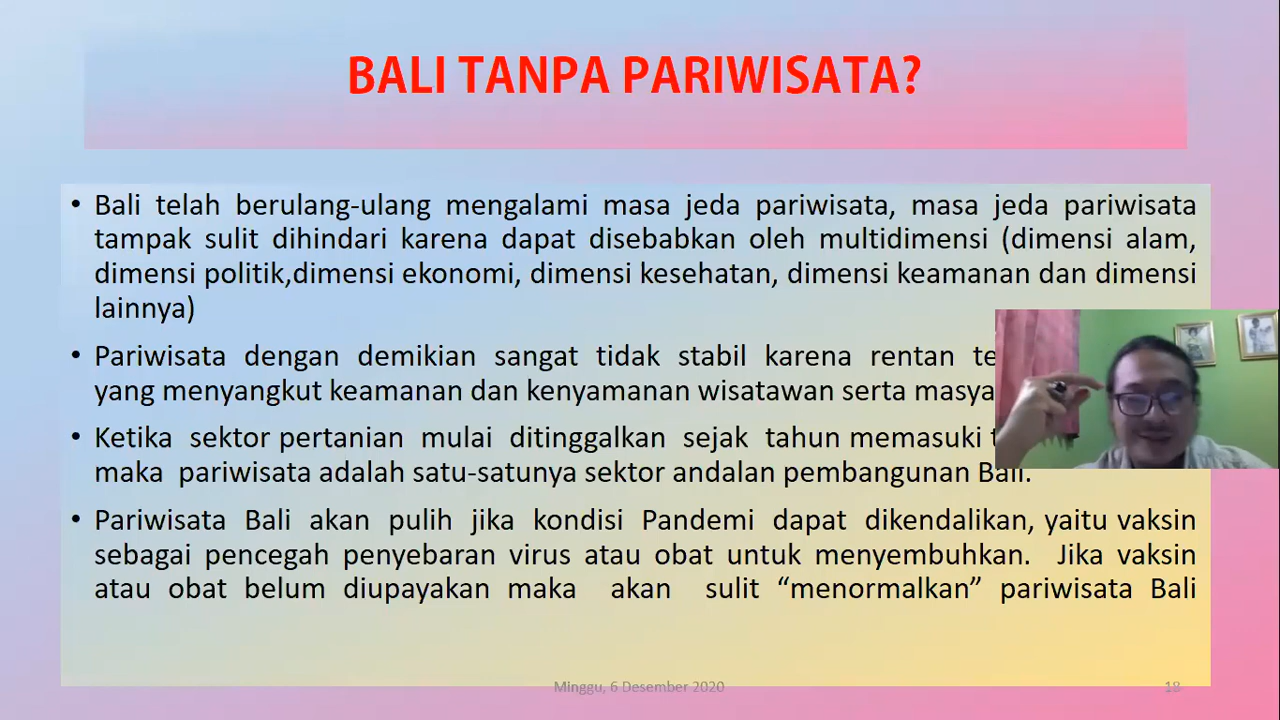 BALI TANPA PARIWISATA?
• Bali telah berulang-ulang mengalami masa jeda pariwisata, masa jeda pariwisata
tampak sulit dihindari karena dapat disebabkan oleh multidimensi (dimensi alam,
dimensi politik,dimensi ekonomi, dimensi kesehatan, dimensi keamanan dan dimensi
lainnya)
• Pariwisata dengan demikian sangat tidak stabil karena rentan
yang menyangkut keamanan dan kenyamanan wisatawan serta
• Ketika sektor pertanian mulai ditinggalkan sejak tahun memasuki
maka pariwisata adalah satu-satunya sektor andalan pembangunan Bali.
• Pariwisata Bali akan pulih jika kondisi Pandemi dapat dikendalikan, yaitu vaksin
sebagai pencegah penyebaran virus atau obat untuk menyembuhkan. Jika vaksin
atau obat belum diupayakan maka akan sulit “menormalkan” pariwisata Bali
Minggu, 6 Desember 2020
18